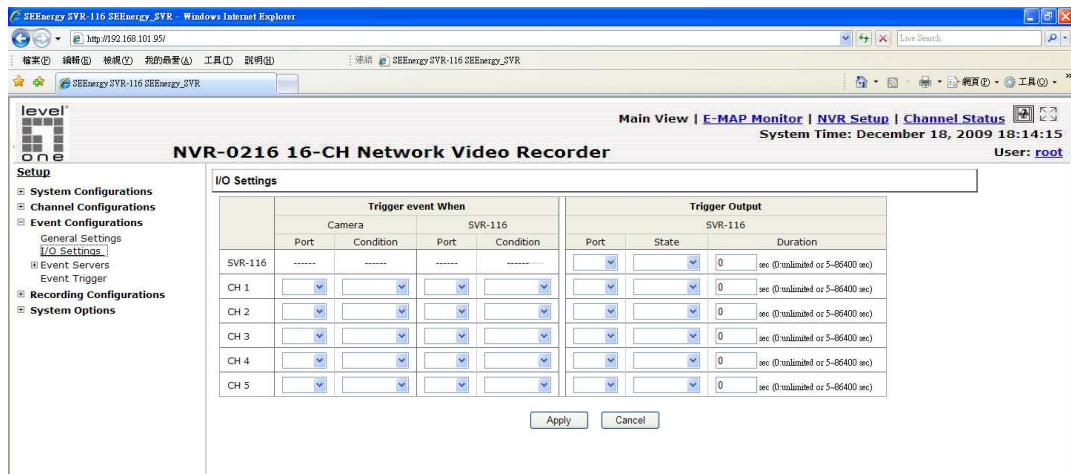 SEEnergy SVR-116 SEEnergy_SVR - Windows Internet Explorer
http://192.168.101.95/
Live Search
檔案(F) 編輯(E) 檢視(V) 我的最愛(A) 工具(T) 說明(H) 連結 SEEnergy SVR-116 SEEnergy_SVR
SEEnergy SVR-116 SEEnergy_SVR
網頁(P) 工具(O) »
level one
Main View | E-MAP Monitor | NVR Setup | Channel Status
System Time: December 18, 2009 18:14:15
NVR-0216 16-CH Network Video Recorder
User: root
Setup
System Configurations
Channel Configurations
Event Configurations
General Settings
I/O Settings
Event Servers
Event Trigger
Recording Configurations
System Options
I/O Settings
Trigger event When Trigger Output
Camera SVR-116 SVR-116
Port Condition Port Condition Port State Duration
SVR-116 ------ ------ ------ ------ 0 sec (0:unlimited or 5~86400 sec)
CH 1 0 sec (0:unlimited or 5~86400 sec)
CH 2 0 sec (0:unlimited or 5~86400 sec)
CH 3 0 sec (0:unlimited or 5~86400 sec)
CH 4 0 sec (0:unlimited or 5~86400 sec)
CH 5 0 sec (0:unlimited or 5~86400 sec)
Apply Cancel